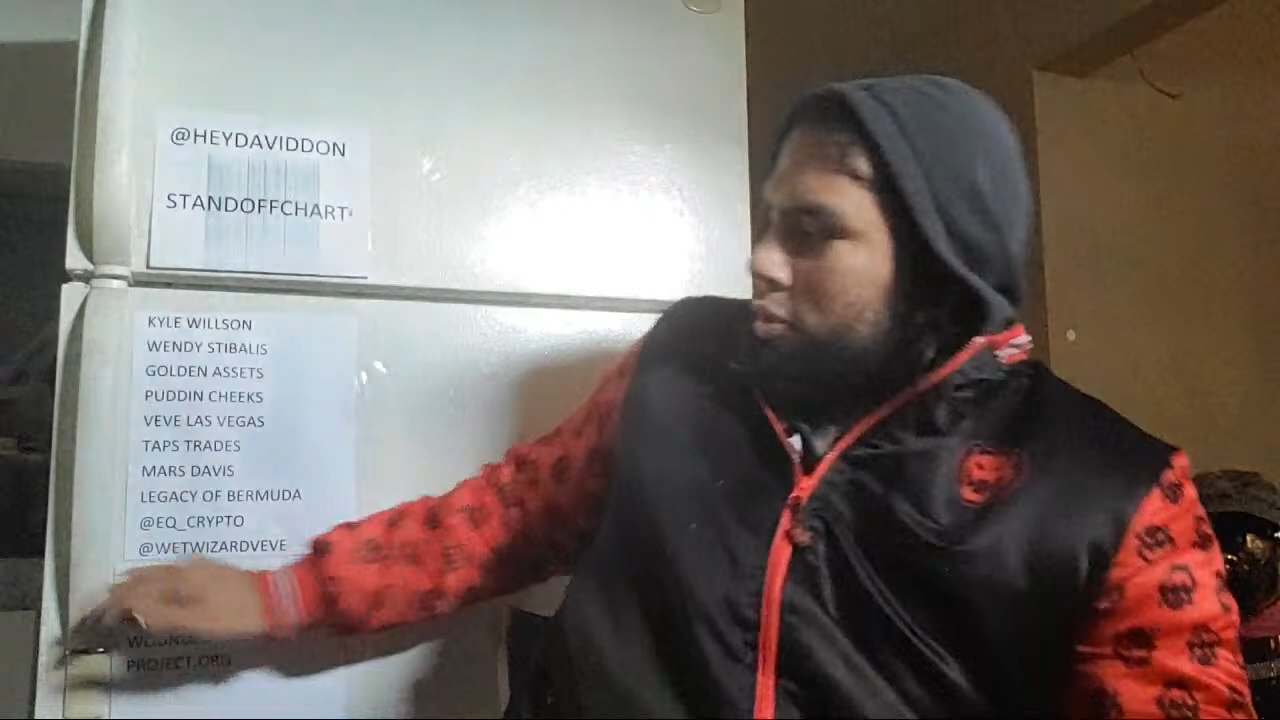 @HEYDAVIDDON
STANDOFFCHART
KYLE WILLSON
WENDY STIBALIS
GOLDEN ASSETS
PUDDIN CHEEKS
VEVE LAS VEGAS
TAPS TRADES
MARS DAVIS
LEGACY OF BERMUDA
@EQ_CRYPTO
@WETWIZARDVEVE
PROJECT.ORG